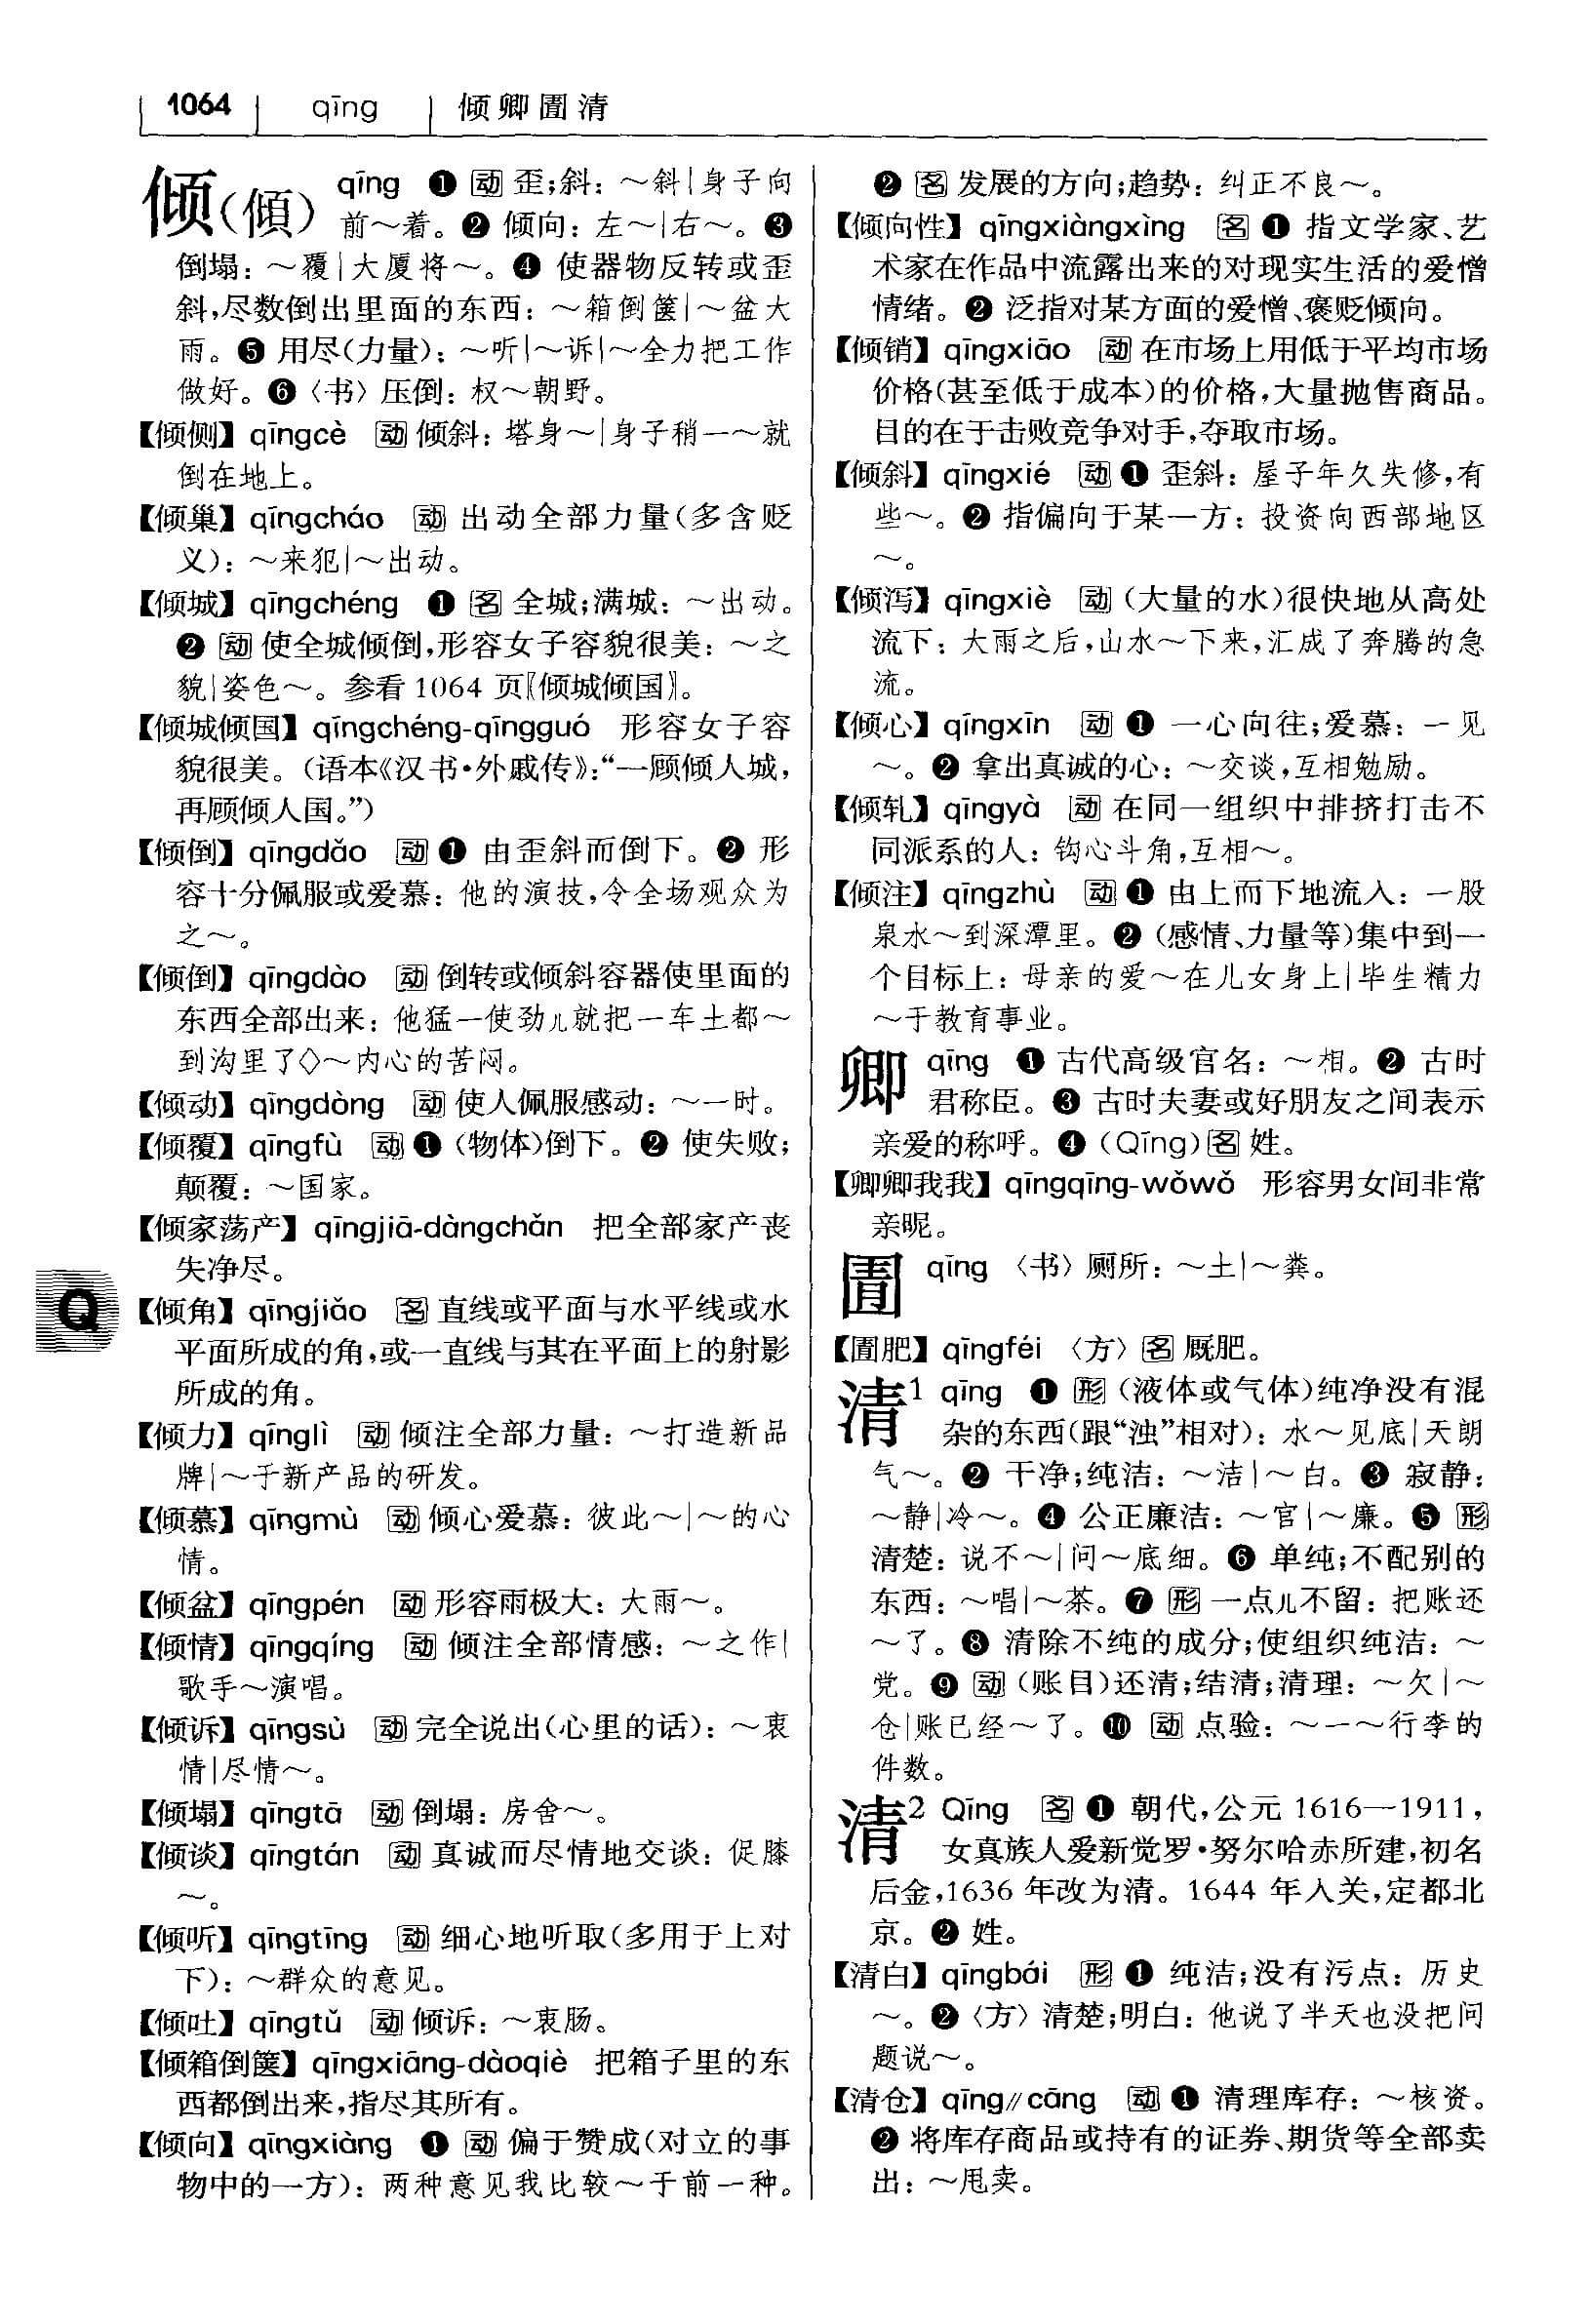 1064 qīng 倾卿圊清
倾(傾) qīng ❶ 动 歪;斜：～斜|身子向
前～着。❷ 倾向：左～|右～。❸
倒塌：～覆|大厦将～。❹ 使器物反转或歪
斜,尽数倒出里面的东西：～箱倒箧|～盆大
雨。❺ 用尽(力量)：～听|～诉|～全力把工作
做好。❻〈书〉压倒：权～朝野。
【倾侧】qīngcè 动 倾斜：塔身～|身子稍一～就
倒在地上。
【倾巢】qīngcháo 动 出动全部力量(多含贬
义)：～来犯|～出动。
【倾城】qīngchéng ❶ 名 全城;满城：～出动。
❷ 动 使全城倾倒,形容女子容貌很美：～之
貌|姿色～。参看1064 页〖倾城倾国〗。
【倾城倾国】qīngchéng-qīngguó 形容女子容
貌很美。(语本《汉书·外戚传》:“一顾倾人城,
再顾倾人国。”)
【倾倒】qīngdǎo 动 ❶ 由歪斜而倒下。❷ 形
容十分佩服或爱慕：他的演技,令全场观众为
之～。
【倾倒】qīngdào 动 倒转或倾斜容器使里面的
东西全部出来：他猛一使劲儿就把一车土都～
到沟里了◇～内心的苦闷。
【倾动】qīngdòng 动 使人佩服感动：～一时。
【倾覆】qīngfù 动 ❶ (物体)倒下。❷ 使失败;
颠覆：～国家。
【倾家荡产】qīngjiā-dàngchǎn 把全部家产丧
失净尽。
【倾角】qīngjiǎo 名 直线或平面与水平线或水
平面所成的角,或一直线与其在平面上的射影
所成的角。
【倾力】qīnglì 动 倾注全部力量：～打造新品
牌|～于新产品的研发。
【倾慕】qīngmù 动 倾心爱慕：彼此～|～的心
情。
【倾盆】qīngpén 动 形容雨极大：大雨～。
【倾情】qīngqíng 动 倾注全部情感：～之作|
歌手～演唱。
【倾诉】qīngsù 动 完全说出(心里的话)：～衷
情|尽情～。
【倾塌】qīngtā 动 倒塌：房舍～。
【倾谈】qīngtán 动 真诚而尽情地交谈：促膝
～。
【倾听】qīngtīng 动 细心地听取(多用于上对
下)：～群众的意见。
【倾吐】qīngtǔ 动 倾诉：～衷肠。
【倾箱倒箧】qīngxiāng-dàoqiè 把箱子里的东
西都倒出来,指尽其所有。
【倾向】qīngxiàng ❶ 动 偏于赞成(对立的事
物中的一方)：两种意见我比较～于前一种。
❷ 名 发展的方向;趋势：纠正不良～。
【倾向性】qīngxiàngxìng 名 ❶ 指文学家、艺
术家在作品中流露出来的对现实生活的爱憎
情绪。❷ 泛指对某方面的爱憎、褒贬倾向。
【倾销】qīngxiāo 动 在市场上用低于平均市场
价格(甚至低于成本)的价格,大量抛售商品。
目的在于击败竞争对手,夺取市场。
【倾斜】qīngxié 动 ❶ 歪斜：屋子年久失修,有
些～。❷ 指偏向于某一方：投资向西部地区
～。
【倾泻】qīngxiè 动 (大量的水)很快地从高处
流下：大雨之后,山水～下来,汇成了奔腾的急
流。
【倾心】qīngxīn 动 ❶ 一心向往;爱慕：一见
～。❷ 拿出真诚的心：～交谈,互相勉励。
【倾轧】qīngyà 动 在同一组织中排挤打击不
同派系的人：钩心斗角,互相～。
【倾注】qīngzhù 动 ❶ 由上而下地流入：一股
泉水～到深潭里。❷ (感情、力量等)集中到一
个目标上：母亲的爱～在儿女身上|毕生精力
～于教育事业。
卿 qīng ❶ 古代高级官名：～相。❷ 古时
君称臣。❸ 古时夫妻或好朋友之间表示
亲爱的称呼。❹ (Qīng)名 姓。
【卿卿我我】qīngqīng-wǒwǒ 形容男女间非常
亲昵。
圊 qīng 〈书〉厕所：～土|～粪。
【圊肥】qīngféi 〈方〉名 厩肥。
清1 qīng ❶ 形 (液体或气体)纯净没有混
杂的东西(跟“浊”相对)：水～见底|天朗
气～。❷ 干净;纯洁：～洁|～白。❸ 寂静：
～静|冷～。❹ 公正廉洁：～官|～廉。❺ 形
清楚：说不～|问～底细。❻ 单纯;不配别的
东西：～唱|～茶。❼ 形 一点儿不留：把账还
～了。❽ 清除不纯的成分;使组织纯洁：～
党。❾ 动 (账目)还清;结清;清理：～欠|～
仓|账已经～了。❿ 动 点验：～一～行李的
件数。
清2 Qīng 名 ❶ 朝代,公元 1616—1911,
女真族人爱新觉罗·努尔哈赤所建,初名
后金,1636 年改为清。1644 年入关,定都北
京。❷ 姓。
【清白】qīngbái 形 ❶ 纯洁;没有污点：历史
～。❷〈方〉清楚;明白：他说了半天也没把问
题说～。
【清仓】qīng∥cāng 动 ❶ 清理库存：～核资。
❷ 将库存商品或持有的证券、期货等全部卖
出：～甩卖。
Q